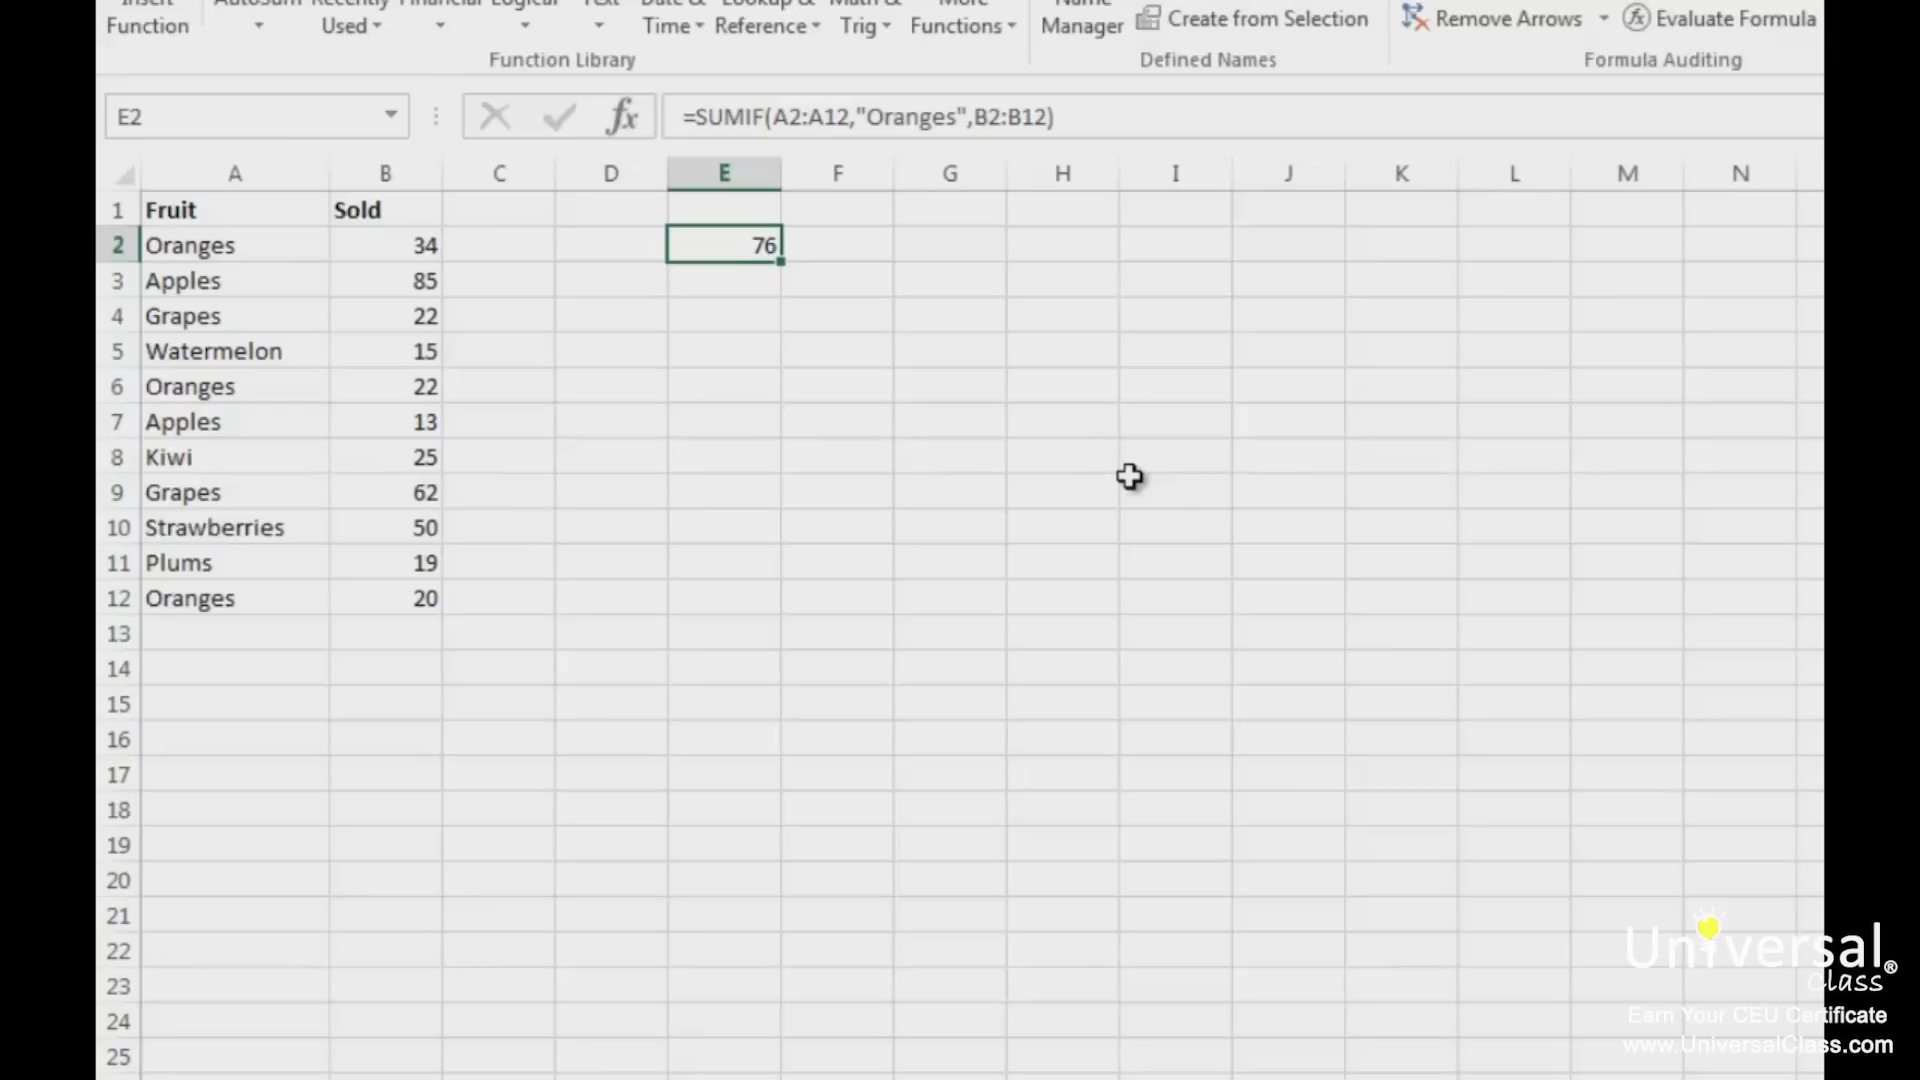 Insert Function
AutoSum
Recently Used
Financial
Logical
Text
Date & Time
Lookup & Reference
Math & Trig
More Functions
Name Manager
Create from Selection
Remove Arrows
Evaluate Formula
Function Library
Defined Names
Formula Auditing
E2
fx
=SUMIF(A2:A12,"Oranges",B2:B12)
A B C D E F G H I J K L M N
1 Fruit Sold
2 Oranges 34 76
3 Apples 85
4 Grapes 22
5 Watermelon 15
6 Oranges 22
7 Apples 13
8 Kiwi 25
9 Grapes 62
10 Strawberries 50
11 Plums 19
12 Oranges 20
13
14
15
16
17
18
19
20
21
22
23
24
25
Universal®
Class
Earn Your CEU Certificate
www.UniversalClass.com